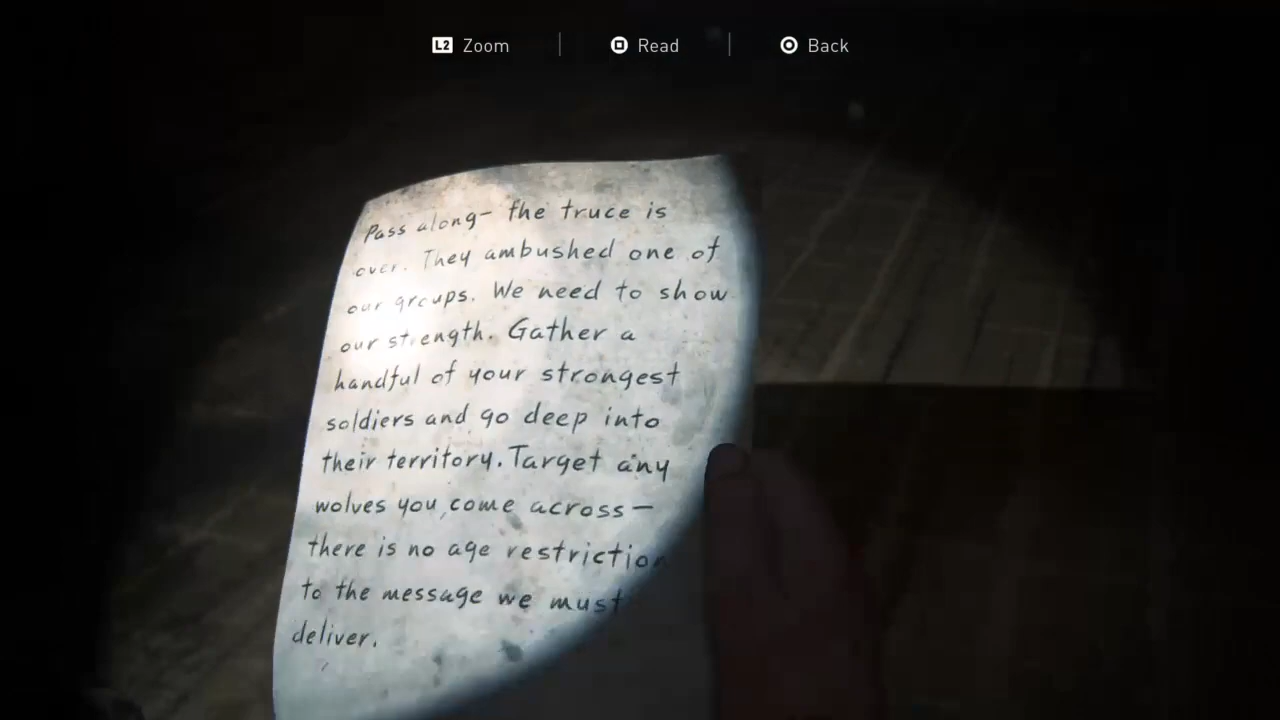 L2 Zoom | Read | Back
Pass along- the truce is
over. They ambushed one of
our groups. We need to show
our strength. Gather a
handful of your strongest
soldiers and go deep into
their territory. Target any
wolves you come across—
there is no age restriction
to the message we must
deliver.